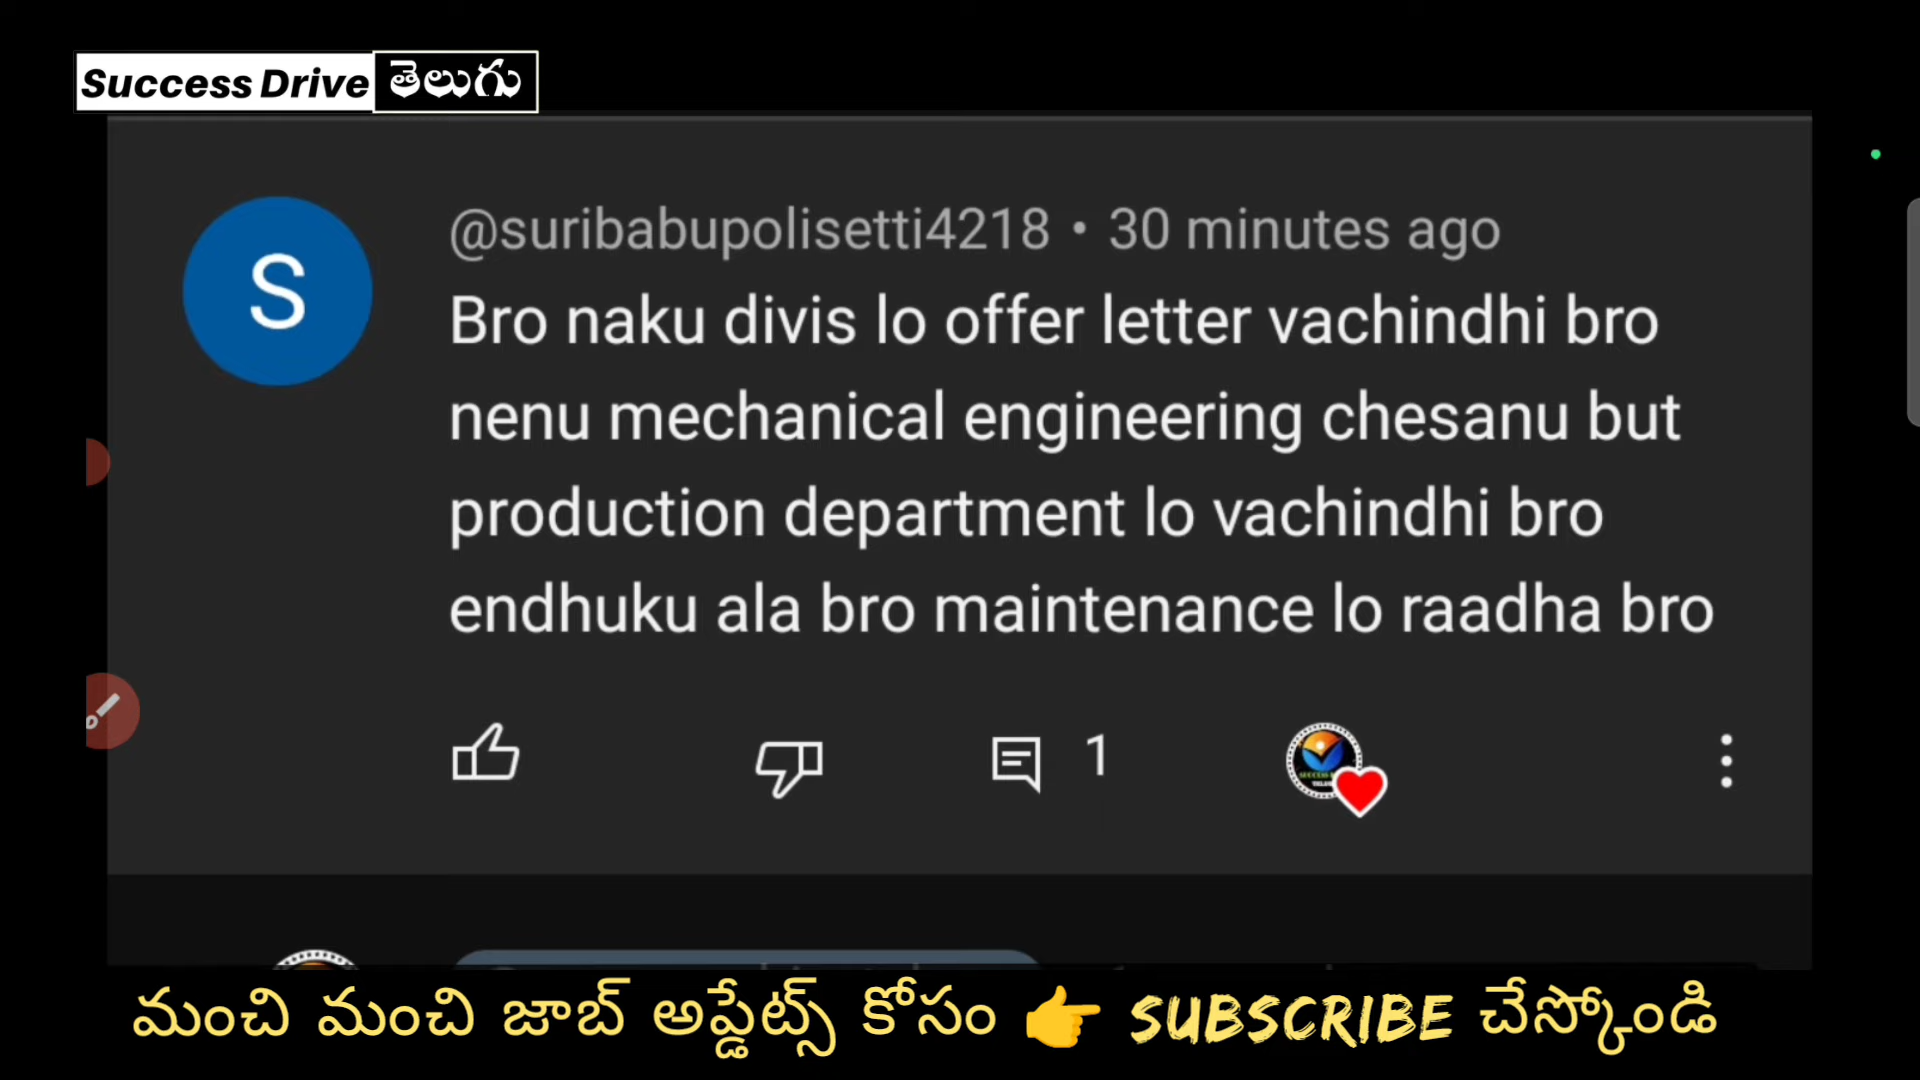 Success Drive తెలుగు
S
@suribabupolisetti4218 • 30 minutes ago
Bro naku divis lo offer letter vachindhi bro
nenu mechanical engineering chesanu but
production department lo vachindhi bro
endhuku ala bro maintenance lo raadha bro
1
మంచి మంచి జాబ్ అప్డేట్స్ కోసం 👉 SUBSCRIBE చేస్కోండి